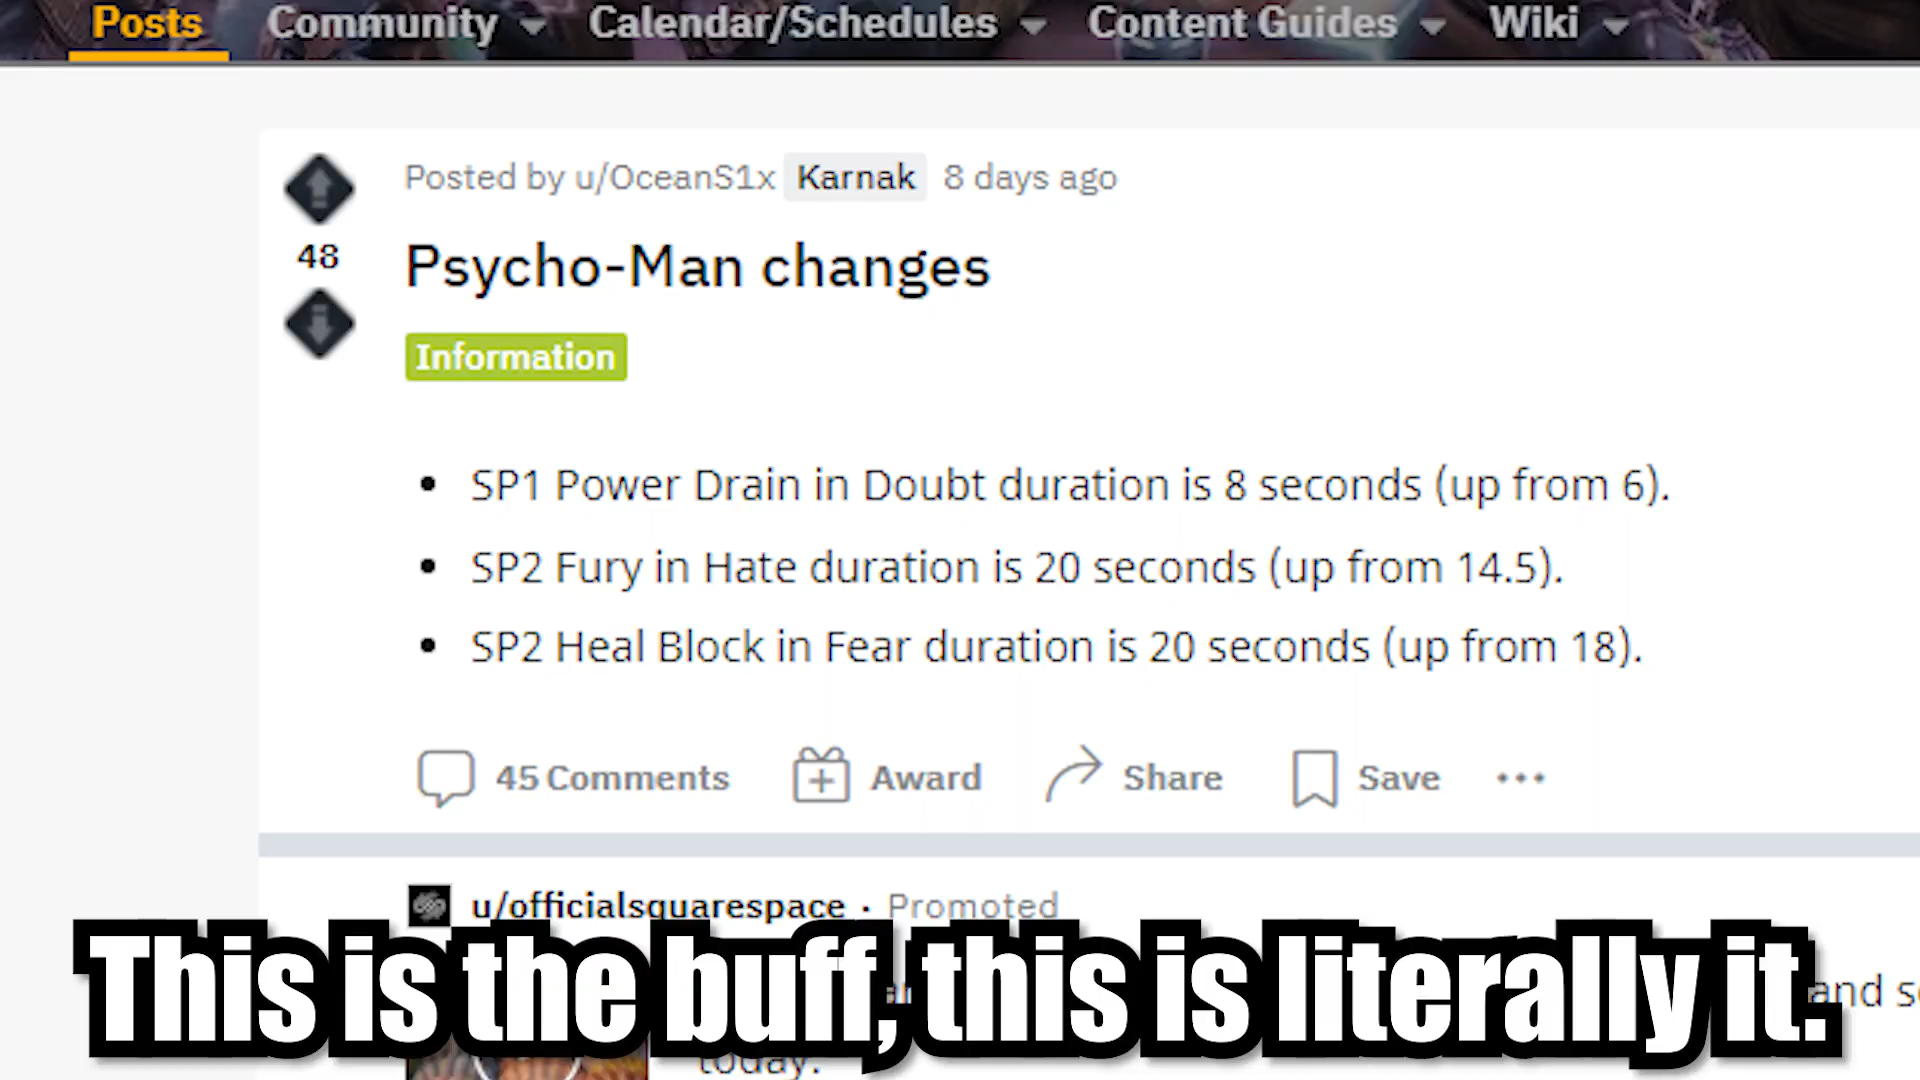 Posts Community Calendar/Schedules Content Guides Wiki
Posted by u/OceanS1x Karnak 8 days ago
48
Psycho-Man changes
Information
• SP1 Power Drain in Doubt duration is 8 seconds (up from 6).
• SP2 Fury in Hate duration is 20 seconds (up from 14.5).
• SP2 Heal Block in Fear duration is 20 seconds (up from 18).
45 Comments Award Share Save ...
u/officialsquarespace · Promoted
This is the buff, this is literally it.
and
today.